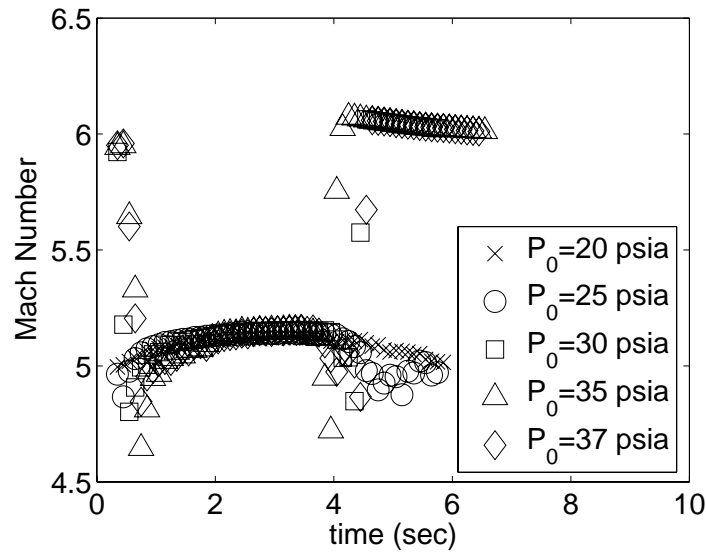 6.5
6
5.5
5
4.5
Mach Number
0 2 4 6 8 10
time (sec)
P0=20 psia
P0=25 psia
P0=30 psia
P0=35 psia
P0=37 psia